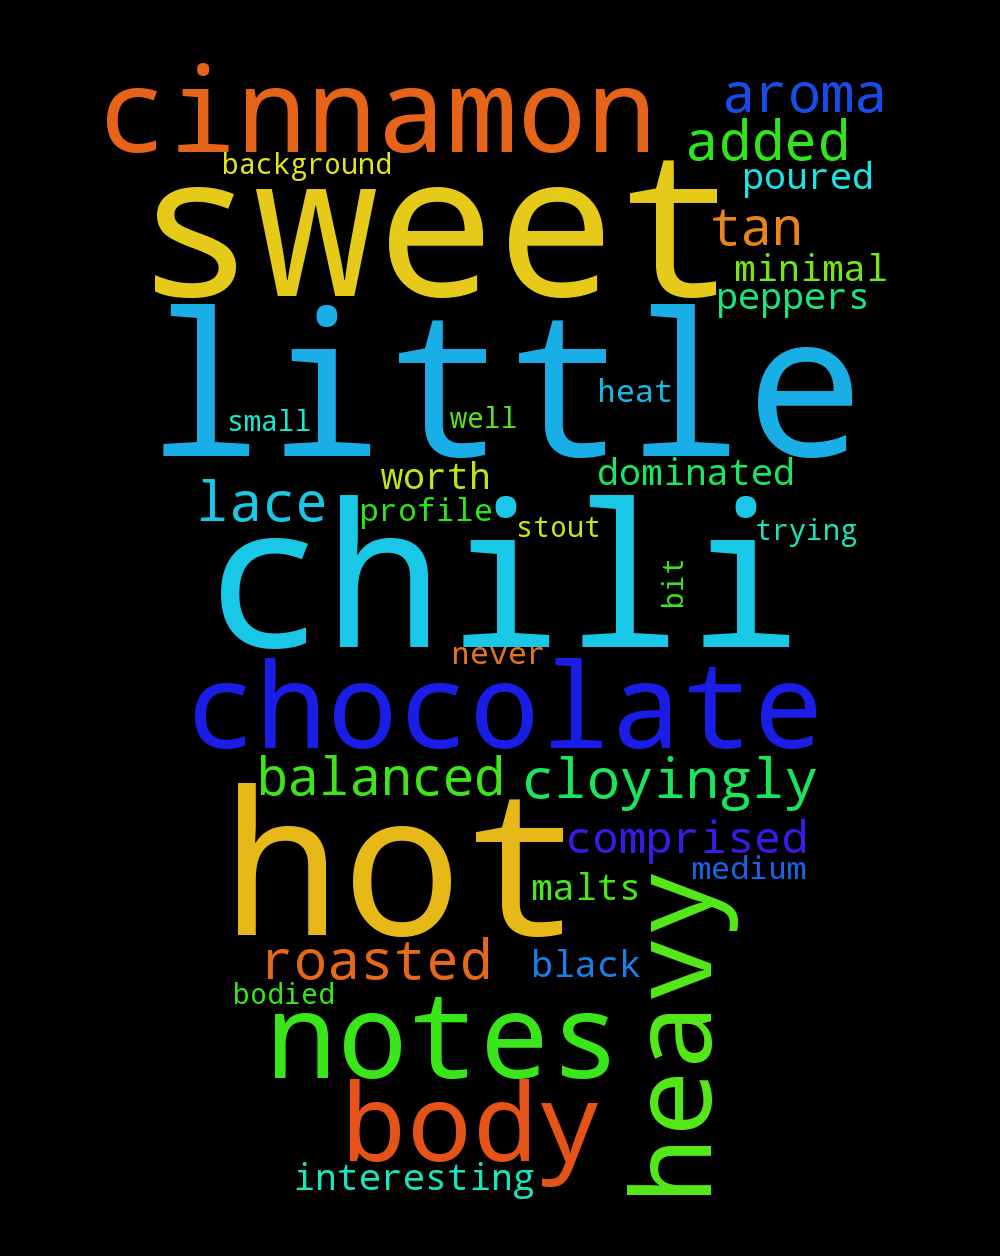 cinnamon
aroma
added
background
poured
sweet
tan
minimal
peppers
little
heat
small
well
worth
dominated
lace
profile
stout
trying
chili
bit
never
chocolate
balanced
cloyingly
hot
comprised
medium
malts
heavy
roasted
black
bodied
notes
body
interesting